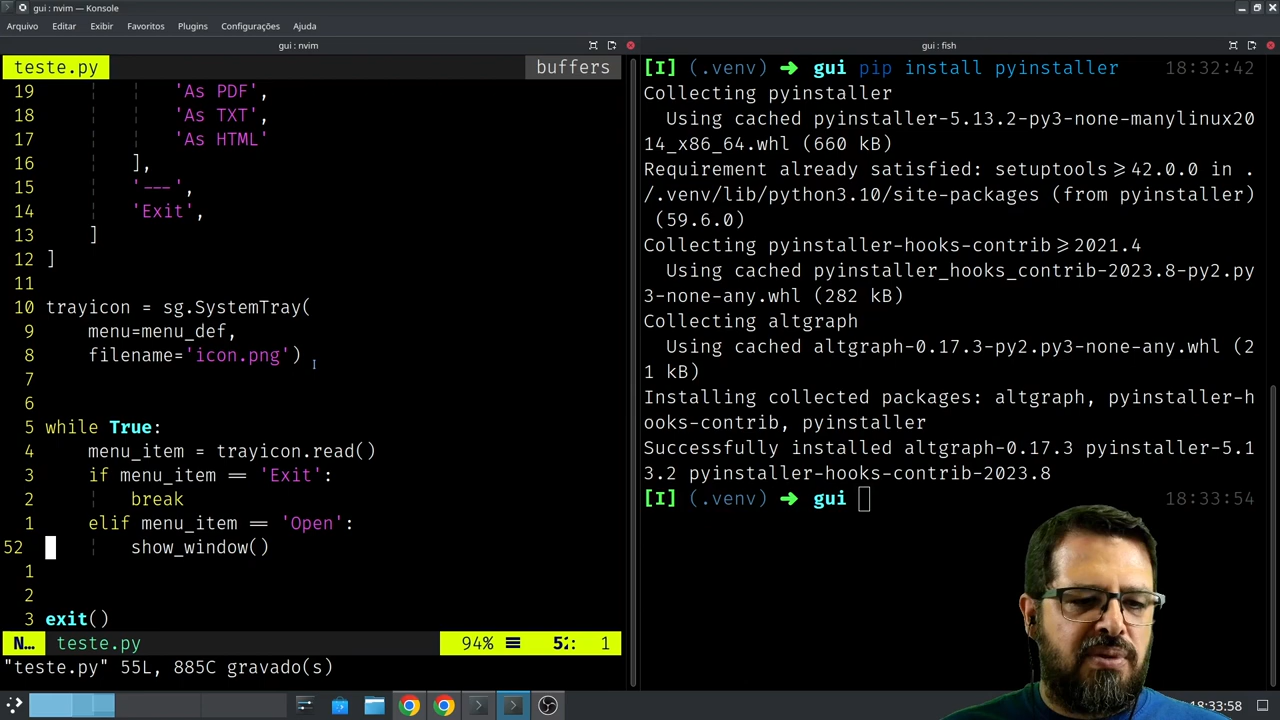 gui : nvim — Konsole
Arquivo Editar Exibir Favoritos Plugins Configurações Ajuda
gui : nvim
gui : fish
teste.py buffers
19 'As PDF',
18 'As TXT',
17 'As HTML'
16 ],
15 '---',
14 'Exit',
13 ]
12 ]
11
10 trayicon = sg.SystemTray(
9 menu=menu_def,
8 filename='icon.png')
7
6
5 while True:
4 menu_item = trayicon.read()
3 if menu_item == 'Exit':
2 break
1 elif menu_item == 'Open':
52 show_window()
1
2
3 exit()
N... teste.py 94% 1
"teste.py" 55L, 885C gravado(s)
[I] (.venv) ➜ gui pip install pyinstaller 18:32:42
Collecting pyinstaller
Using cached pyinstaller-5.13.2-py3-none-manylinux20
14_x86_64.whl (660 kB)
Requirement already satisfied: setuptools>=42.0.0 in .
/.venv/lib/python3.10/site-packages (from pyinstaller)
(59.6.0)
Collecting pyinstaller-hooks-contrib>=2021.4
Using cached pyinstaller_hooks_contrib-2023.8-py2.py
3-none-any.whl (282 kB)
Collecting altgraph
Using cached altgraph-0.17.3-py2.py3-none-any.whl (2
1 kB)
Installing collected packages: altgraph, pyinstaller-h
ooks-contrib, pyinstaller
Successfully installed altgraph-0.17.3 pyinstaller-5.1
3.2 pyinstaller-hooks-contrib-2023.8
[I] (.venv) ➜ gui 18:33:54
18:33:58